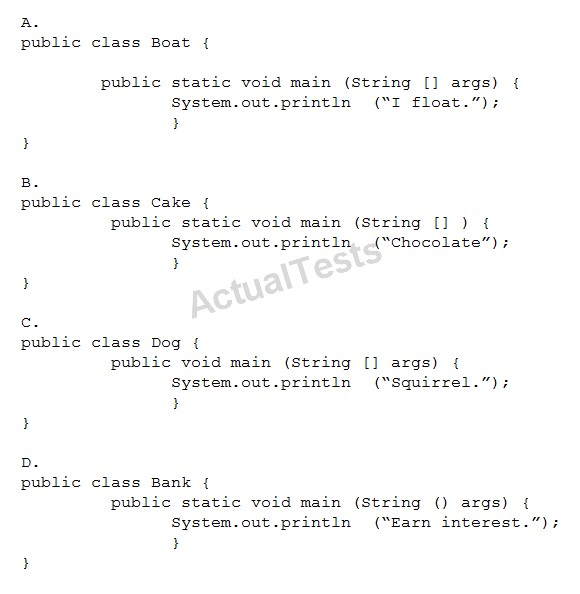 A.
public class Boat {
public static void main (String [] args) {
System.out.println (“I float.”);
}
}
B.
public class Cake {
public static void main (String [] ) {
System.out.println (“Chocolate”);
}
}
ActualTests
C.
public class Dog {
public void main (String [] args) {
System.out.println (“Squirrel.”);
}
}
D.
public class Bank {
public static void main (String () args) {
System.out.println (“Earn interest.”);
}
}